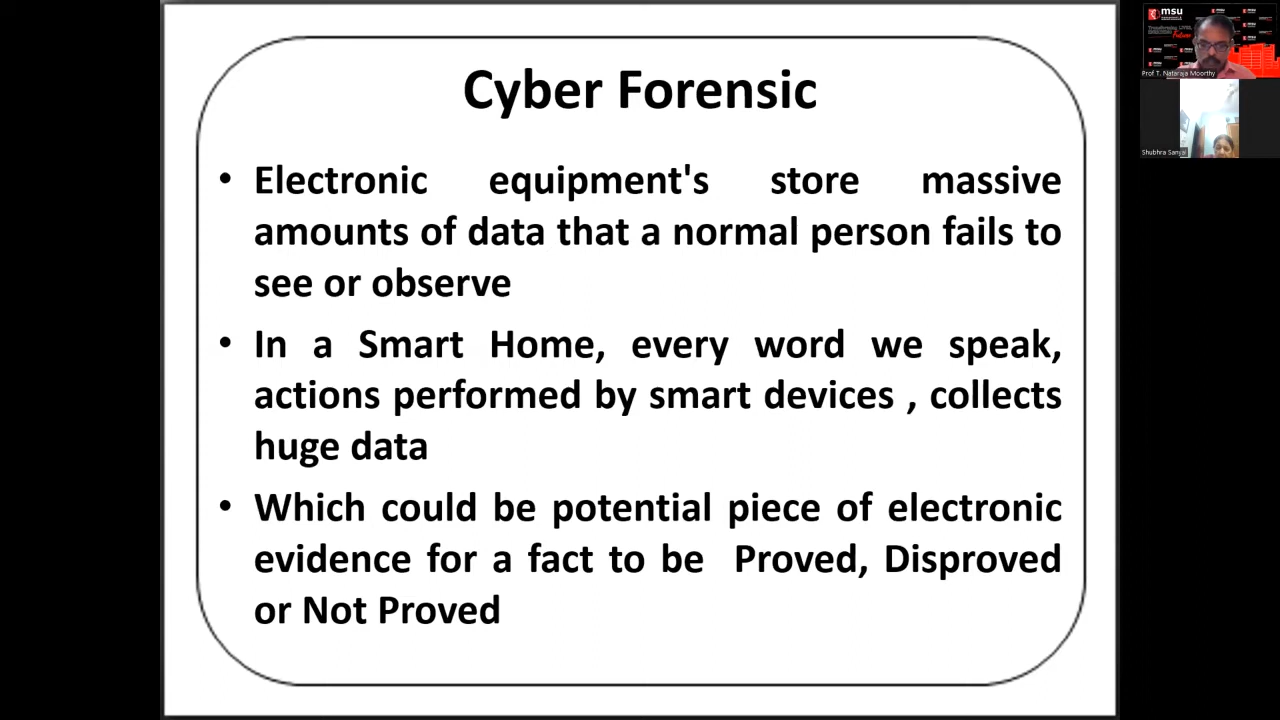 Cyber Forensic
• Electronic equipment's store massive
amounts of data that a normal person fails to
see or observe
• In a Smart Home, every word we speak,
actions performed by smart devices , collects
huge data
• Which could be potential piece of electronic
evidence for a fact to be Proved, Disproved
or Not Proved
msu
Prof T. Nataraja Moorthy
Shubhra Sanyal